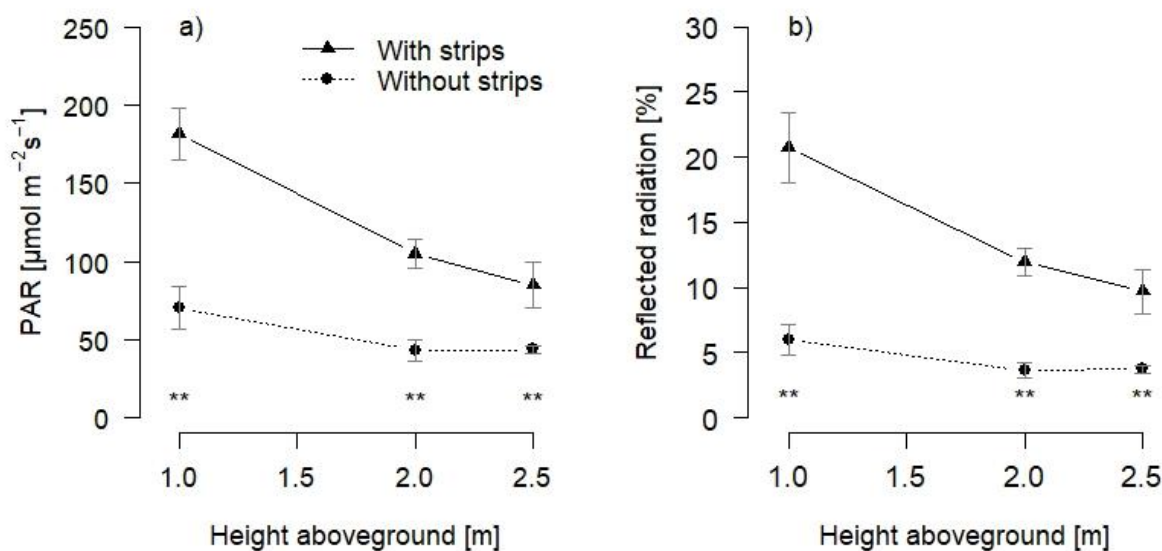 a)
With strips
Without strips
PAR [µmol m⁻²s⁻¹]
250
200
150
100
50
0
** ** **
1.0 1.5 2.0 2.5
Height aboveground [m]
b)
Reflected radiation [%]
30
25
20
15
10
5
0
** ** **
1.0 1.5 2.0 2.5
Height aboveground [m]